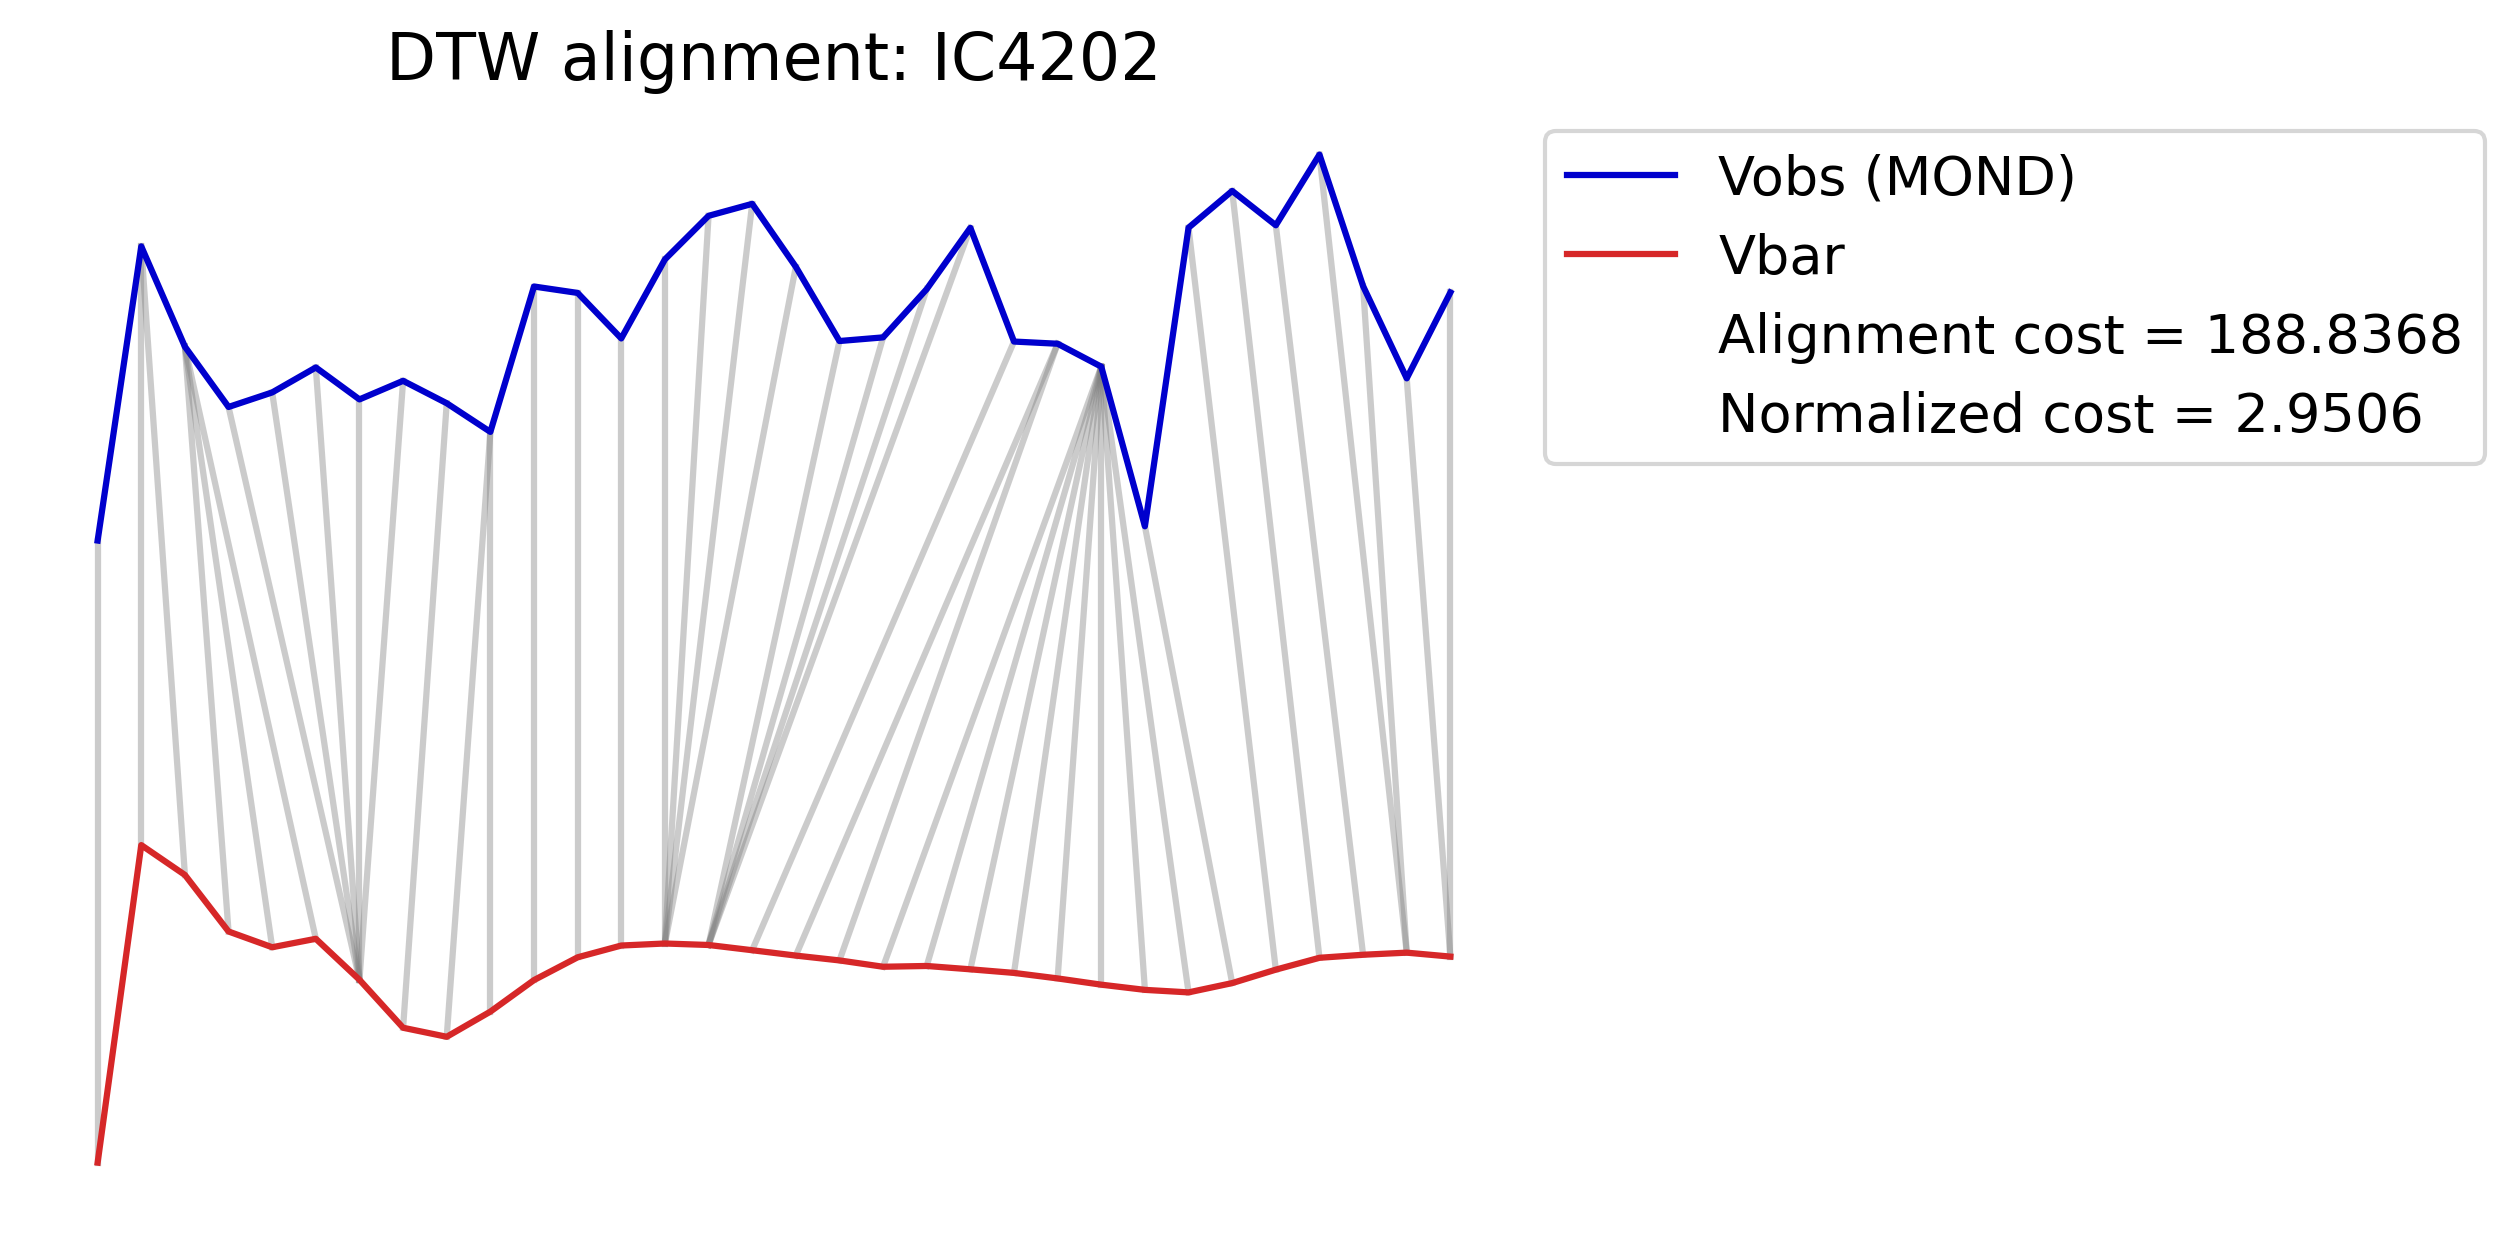 DTW alignment: IC4202
Vobs (MOND)
Vbar
Alignment cost = 188.8368
Normalized cost = 2.9506